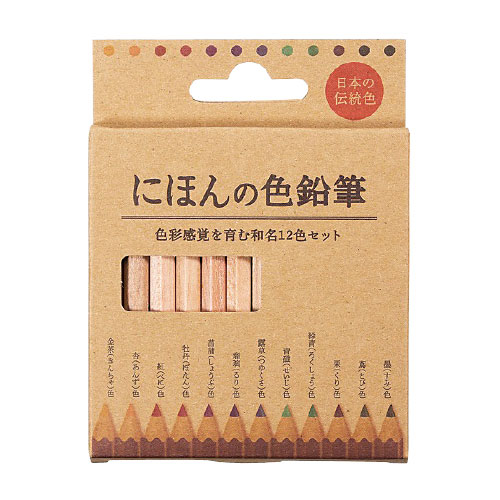 日本の
伝統色
にほんの色鉛筆
色彩感覚を育む和名12色セット
金茶(きんちゃ)色
杏(あんず)色
紅(べに)色
牡丹(ぼたん)色
菖蒲(しょうぶ)色
瑠璃(るり)色
露草(つゆくさ)色
青磁(せいじ)色
緑青(ろくしょう)色
栗(くり)色
鳶(とび)色
墨(すみ)色